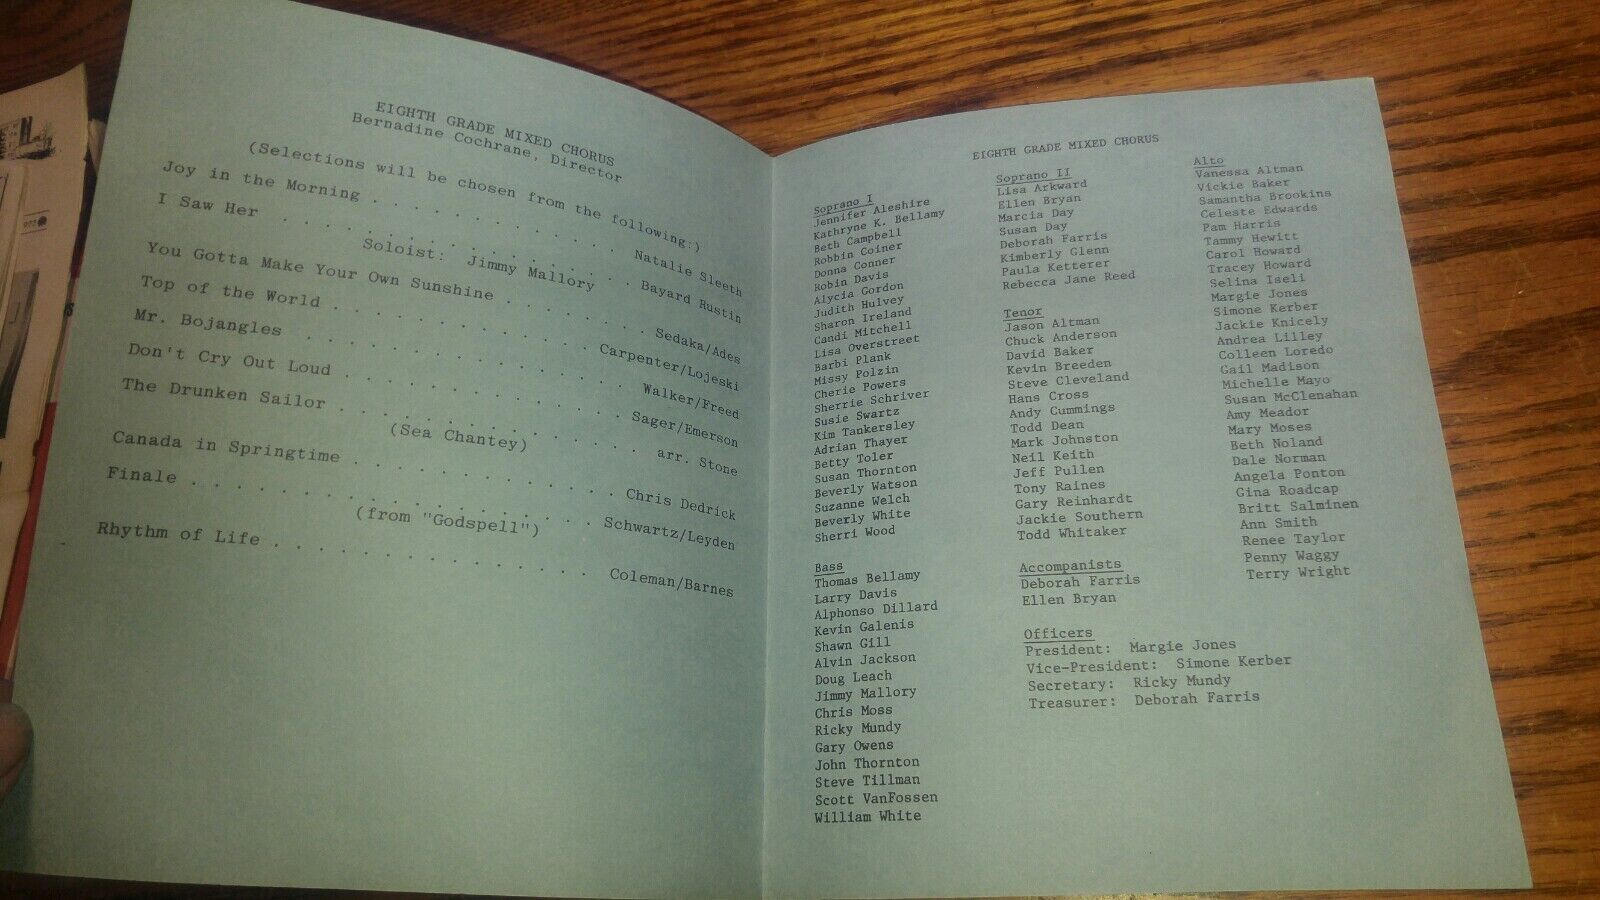 EIGHTH GRADE MIXED CHORUS
Bernadine Cochrane, Director
(Selections will be chosen from the following:)
Joy in the Morning . . . . . . . . . . . . . . Natalie Sleeth
I Saw Her . . . . . . . . . . . . . . Bayard Rustin
Soloist: Jimmy Mallory
You Gotta Make Your Own Sunshine . . . . . . . . Sedaka/Ades
Top of the World . . . . . . . . . . . . . Carpenter/Lojeski
Mr. Bojangles . . . . . . . . . . . . . . . Walker/Freed
Don't Cry Out Loud . . . . . . . . . . . . . Sager/Emerson
The Drunken Sailor . . . . . . . . . . . . arr. Stone
(Sea Chantey)
Canada in Springtime . . . . . . . . . . . . Chris Dedrick
Finale . . . . . . . . . . . . . . . . Schwartz/Leyden
(from "Godspell")
Rhythm of Life . . . . . . . . . . . . . Coleman/Barnes
EIGHTH GRADE MIXED CHORUS
Soprano I
Jennifer Aleshire
Kathryne K. Bellamy
Beth Campbell
Robbin Coiner
Donna Conner
Robin Davis
Alycia Gordon
Judith Hulvey
Sharon Ireland
Candi Mitchell
Lisa Overstreet
Barbi Plank
Missy Polzin
Cherie Powers
Sherrie Schriver
Susie Swartz
Kim Tankersley
Adrian Thayer
Betty Toler
Susan Thornton
Beverly Watson
Suzanne Welch
Beverly White
Sherri Wood
Bass
Thomas Bellamy
Larry Davis
Alphonso Dillard
Kevin Galenis
Shawn Gill
Alvin Jackson
Doug Leach
Jimmy Mallory
Chris Moss
Ricky Mundy
Gary Owens
John Thornton
Steve Tillman
Scott VanFossen
William White
Soprano II
Lisa Arkward
Ellen Bryan
Marcia Day
Susan Day
Deborah Farris
Kimberly Glenn
Paula Ketterer
Rebecca Jane Reed
Tenor
Jason Altman
Chuck Anderson
David Baker
Kevin Breeden
Steve Cleveland
Hans Cross
Andy Cummings
Todd Dean
Mark Johnston
Neil Keith
Jeff Pullen
Tony Raines
Gary Reinhardt
Jackie Southern
Todd Whitaker
Accompanists
Deborah Farris
Ellen Bryan
Officers
President: Margie Jones
Vice-President: Simone Kerber
Secretary: Ricky Mundy
Treasurer: Deborah Farris
Alto
Vanessa Altman
Vickie Baker
Samantha Brookins
Celeste Edwards
Pam Harris
Tammy Hewitt
Carol Howard
Tracey Howard
Selina Iseli
Margie Jones
Simone Kerber
Jackie Knicely
Andrea Lilley
Colleen Loredo
Gail Madison
Michelle Mayo
Susan McClenahan
Amy Meador
Mary Moses
Beth Noland
Dale Norman
Angela Ponton
Gina Roadcap
Britt Salminen
Ann Smith
Renee Taylor
Penny Waggy
Terry Wright